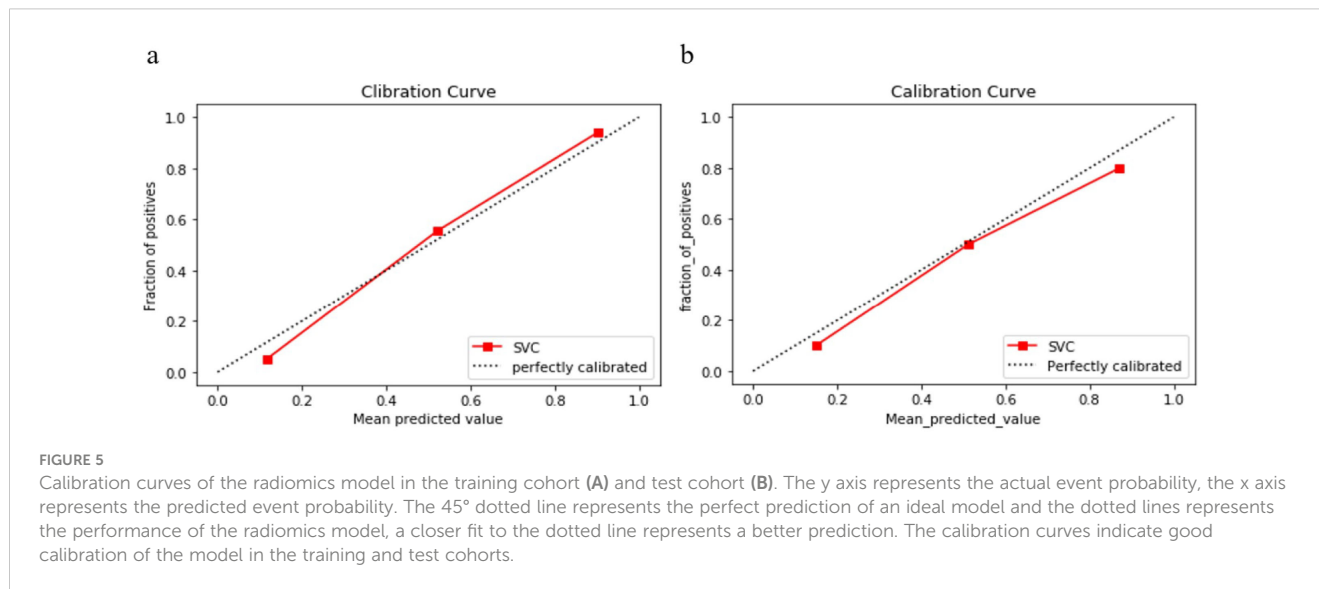 a
Clibration Curve
1.0
0.8
0.6
0.4
0.2
0.0
Fraction of positives
0.0 0.2 0.4 0.6 0.8 1.0
Mean predicted value
SVC
perfectly calibrated
b
Calibration Curve
1.0
0.8
0.6
0.4
0.2
0.0
fraction_of_positives
0.0 0.2 0.4 0.6 0.8 1.0
Mean_predicted_value
SVC
Perfectly calibrated
FIGURE 5
Calibration curves of the radiomics model in the training cohort (A) and test cohort (B). The y axis represents the actual event probability, the x axis
represents the predicted event probability. The 45° dotted line represents the perfect prediction of an ideal model and the dotted lines represents
the performance of the radiomics model, a closer fit to the dotted line represents a better prediction. The calibration curves indicate good
calibration of the model in the training and test cohorts.